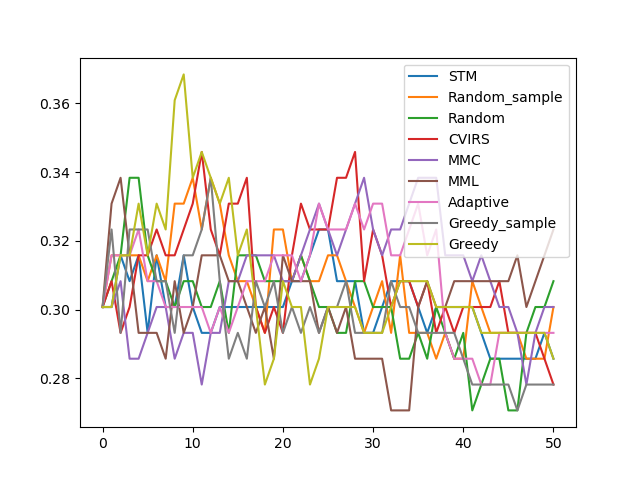 STM
Random_sample
Random
CVIRS
MMC
MML
Adaptive
Greedy_sample
Greedy
0.36
0.34
0.32
0.30
0.28
0 10 20 30 40 50